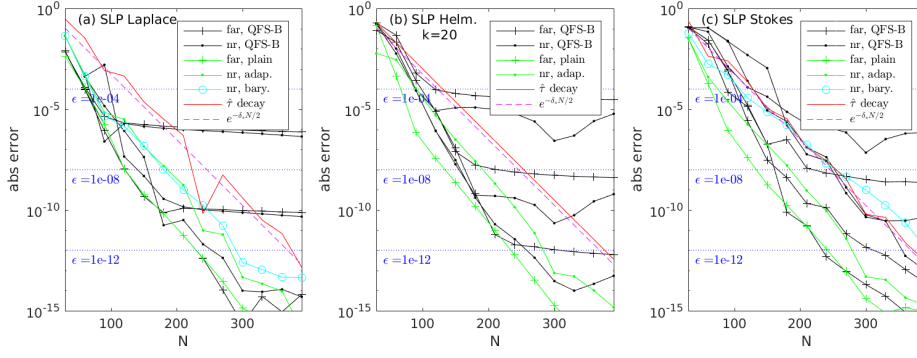 (a) SLP Laplace
far, QFS-B
nr, QFS-B
far, plain
nr, adap.
nr, bary.
τ̂ decay
e^{-δ*N/2}
ϵ =1e-04
ϵ =1e-08
ϵ =1e-12
10^0
10^-5
10^-10
10^-15
abs error
100
200
300
N
(b) SLP Helm.
k=20
far, QFS-B
nr, QFS-B
far, plain
nr, adap.
τ̂ decay
e^{-δ*N/2}
ϵ =1e-04
ϵ =1e-08
ϵ =1e-12
10^0
10^-5
10^-10
10^-15
abs error
100
200
300
N
(c) SLP Stokes
far, QFS-B
nr, QFS-B
far, plain
nr, adap.
nr, bary.
τ̂ decay
e^{-δ*N/2}
ϵ =1e-04
ϵ =1e-08
ϵ =1e-12
10^0
10^-5
10^-10
10^-15
abs error
100
200
300
N